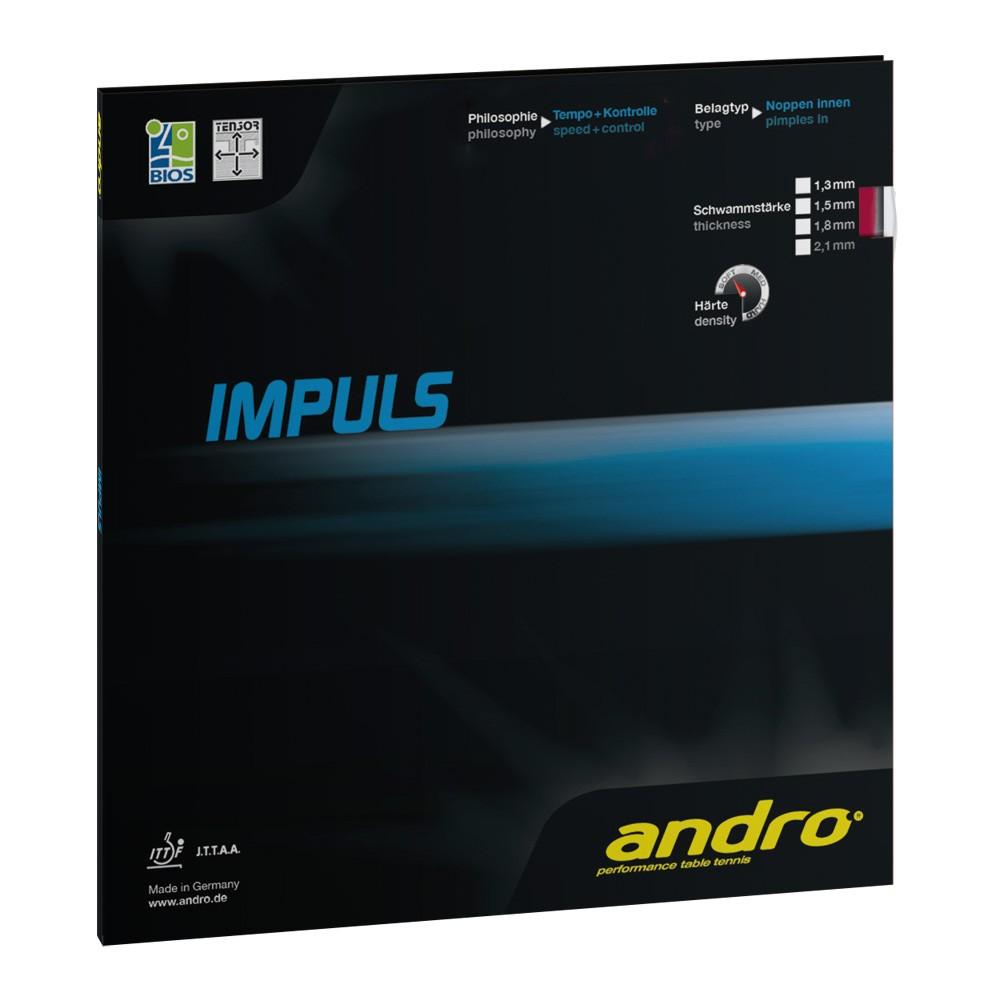 BIOS
TENSOR
Philosophie Tempo+Kontrolle
philosophy speed+control
Belagtyp Noppen innen
type pimples in
1,3 mm
Schwammstärke 1,5 mm
thickness 1,8 mm
2,1 mm
SOFT MED HARD
Härte
density
IMPULS
andro
IMPULS
andro®
performance table tennis
ITTF J.T.T.A.A.
Made in Germany
www.andro.de